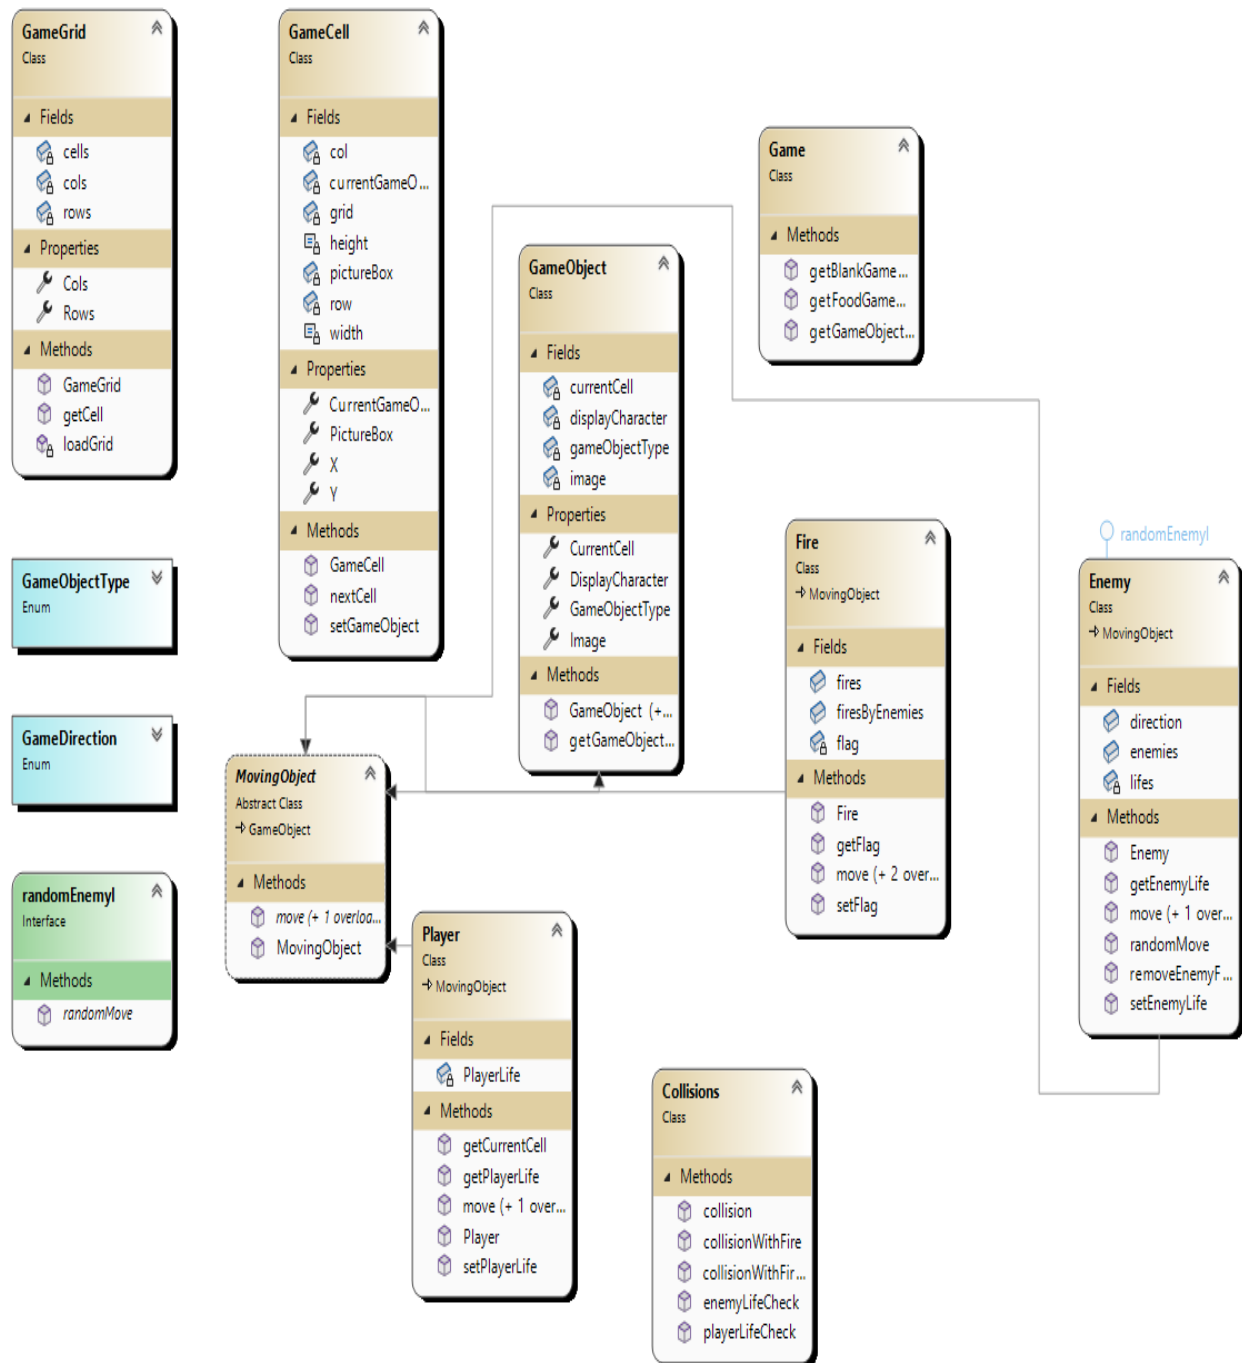 GameGrid
Class
Fields
cells
cols
rows
Properties
Cols
Rows
Methods
GameGrid
getCell
loadGrid
GameCell
Class
Fields
col
currentGameO...
grid
height
pictureBox
row
width
Properties
CurrentGameO...
PictureBox
X
Y
Methods
GameCell
nextCell
setGameObject
GameObject
Class
Fields
currentCell
displayCharacter
gameObjectType
image
Properties
CurrentCell
DisplayCharacter
GameObjectType
Image
Methods
GameObject (+...
getGameObject...
Game
Class
Methods
getBlankGame...
getFoodGame...
getGameObject...
GameObjectType
Enum
GameDirection
Enum
randomEnemyI
Interface
Methods
randomMove
MovingObject
Abstract Class
GameObject
Methods
move (+ 1 overloa...
MovingObject
Player
Class
MovingObject
Fields
PlayerLife
Methods
getCurrentCell
getPlayerLife
move (+ 1 over...
Player
setPlayerLife
Fire
Class
MovingObject
Fields
fires
firesByEnemies
flag
Methods
Fire
getFlag
move (+ 2 over...
setFlag
randomEnemyI
Enemy
Class
MovingObject
Fields
direction
enemies
lifes
Methods
Enemy
getEnemyLife
move (+ 1 over...
randomMove
removeEnemyF...
setEnemyLife
Collisions
Class
Methods
collision
collisionWithFire
collisionWithFir...
enemyLifeCheck
playerLifeCheck